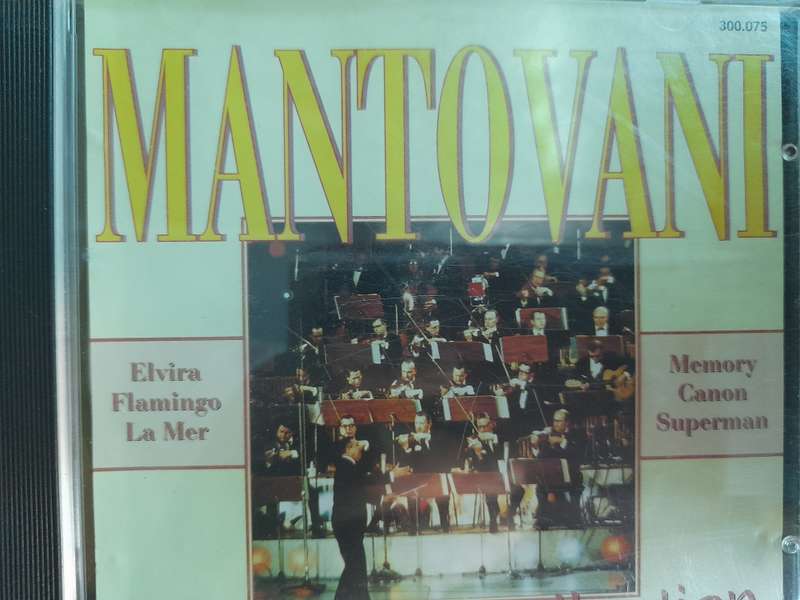 300.075
MANTOVANI
Elvira
Flamingo
La Mer
Memory
Canon
Superman